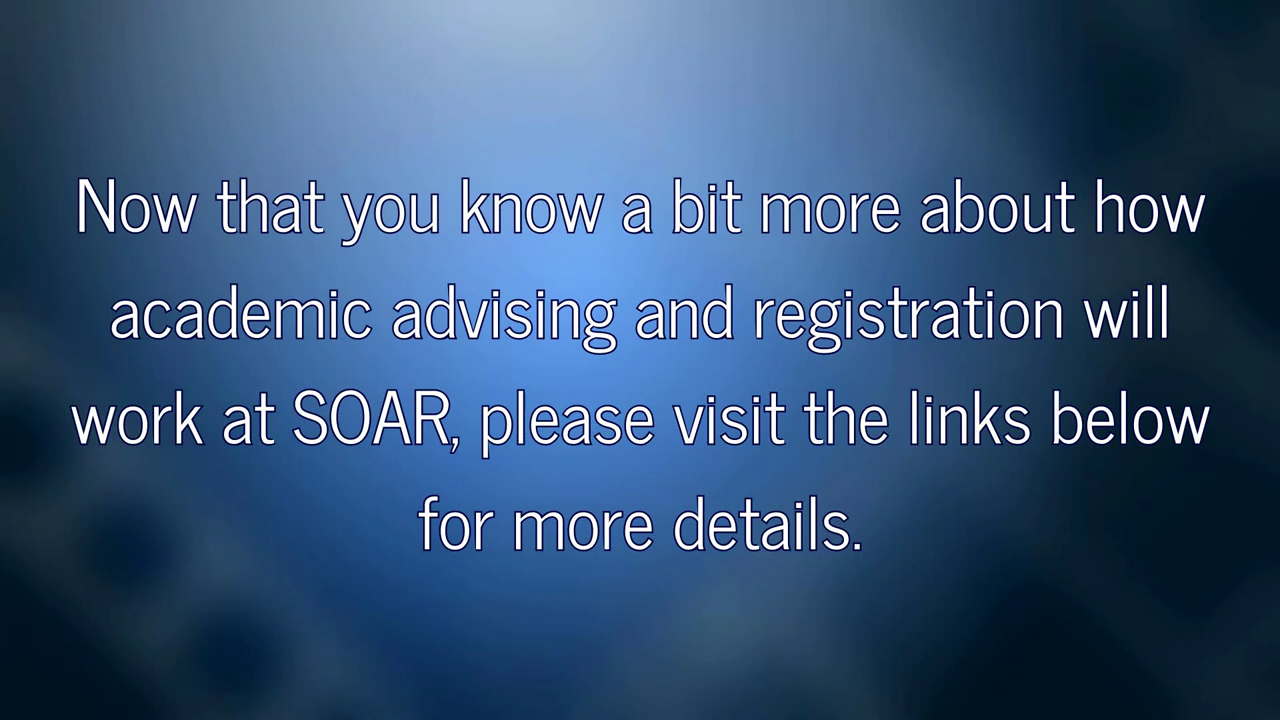 Now that you know a bit more about how
academic advising and registration will
work at SOAR, please visit the links below
for more details.